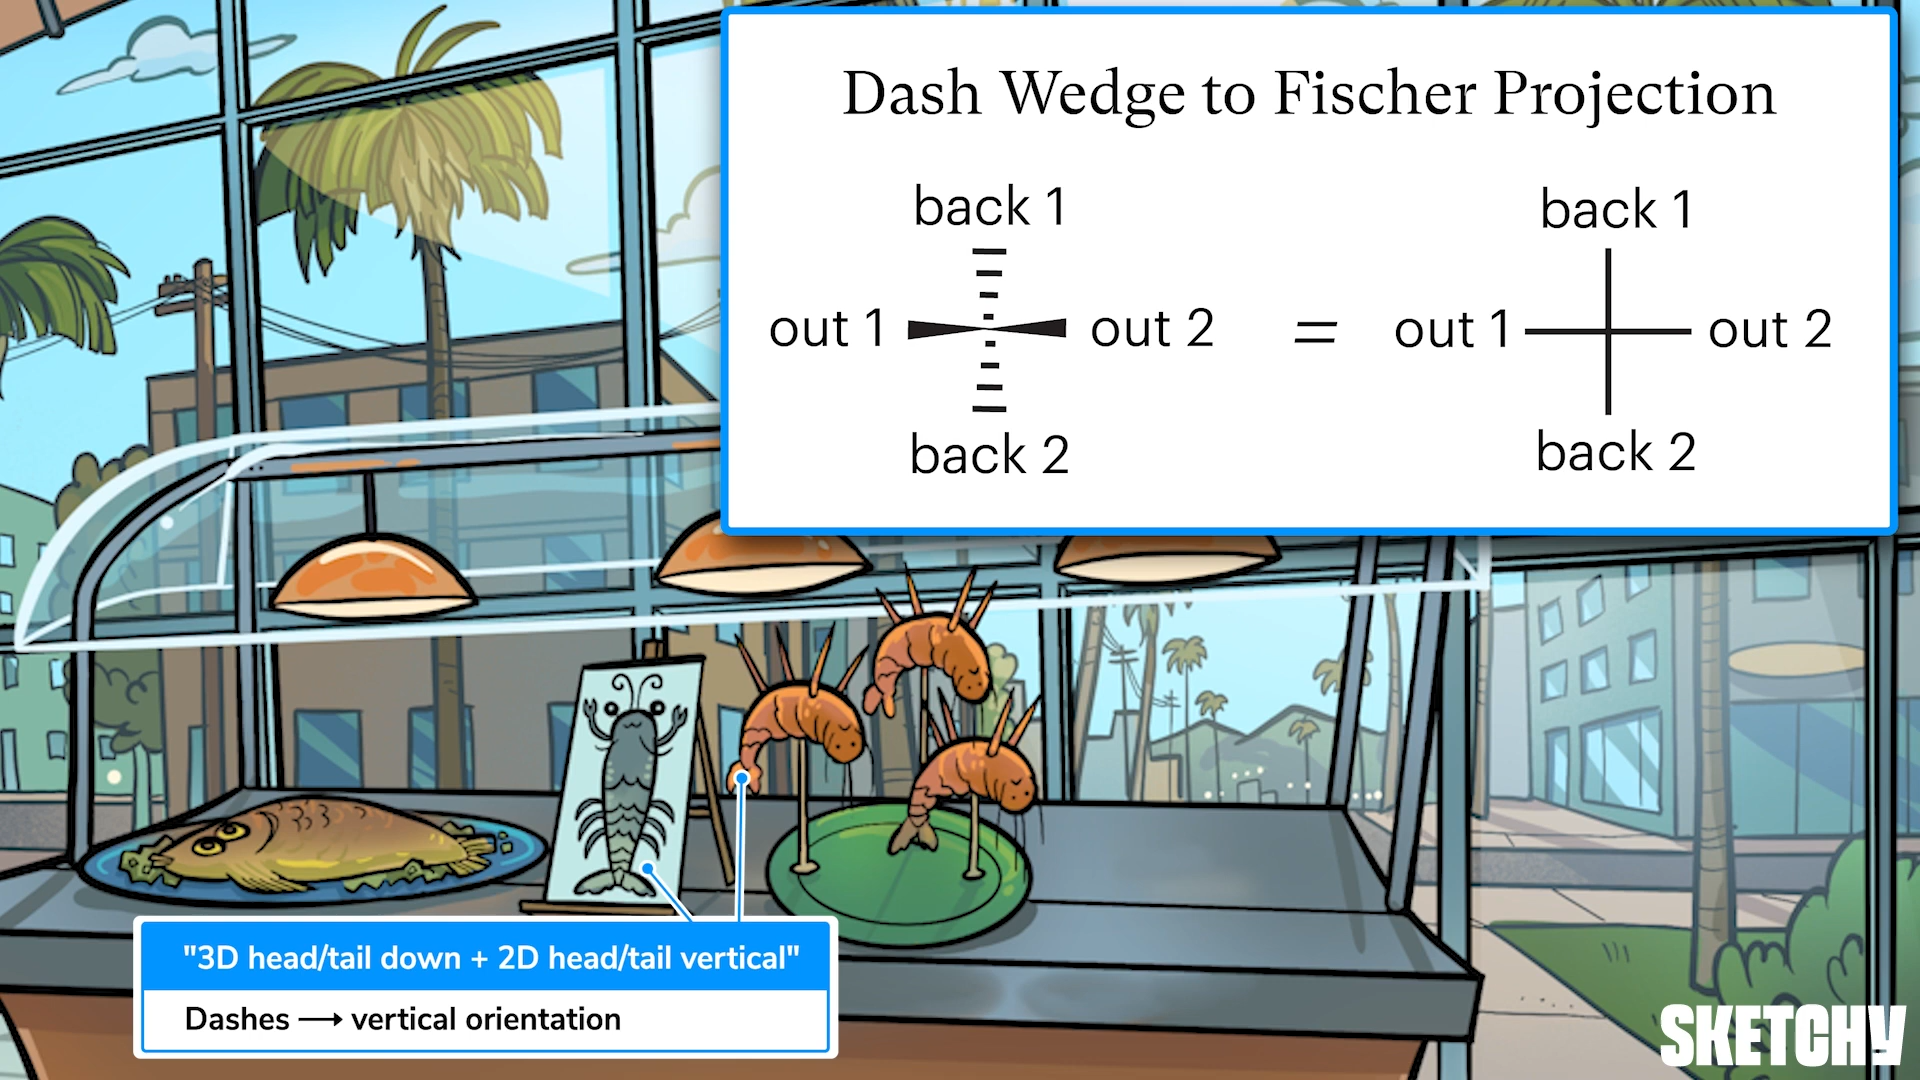 Dash Wedge to Fischer Projection
back 1
out 1
out 2
back 2
=
back 1
out 1
out 2
back 2
"3D head/tail down + 2D head/tail vertical"
Dashes ⟶ vertical orientation
SKETCHY